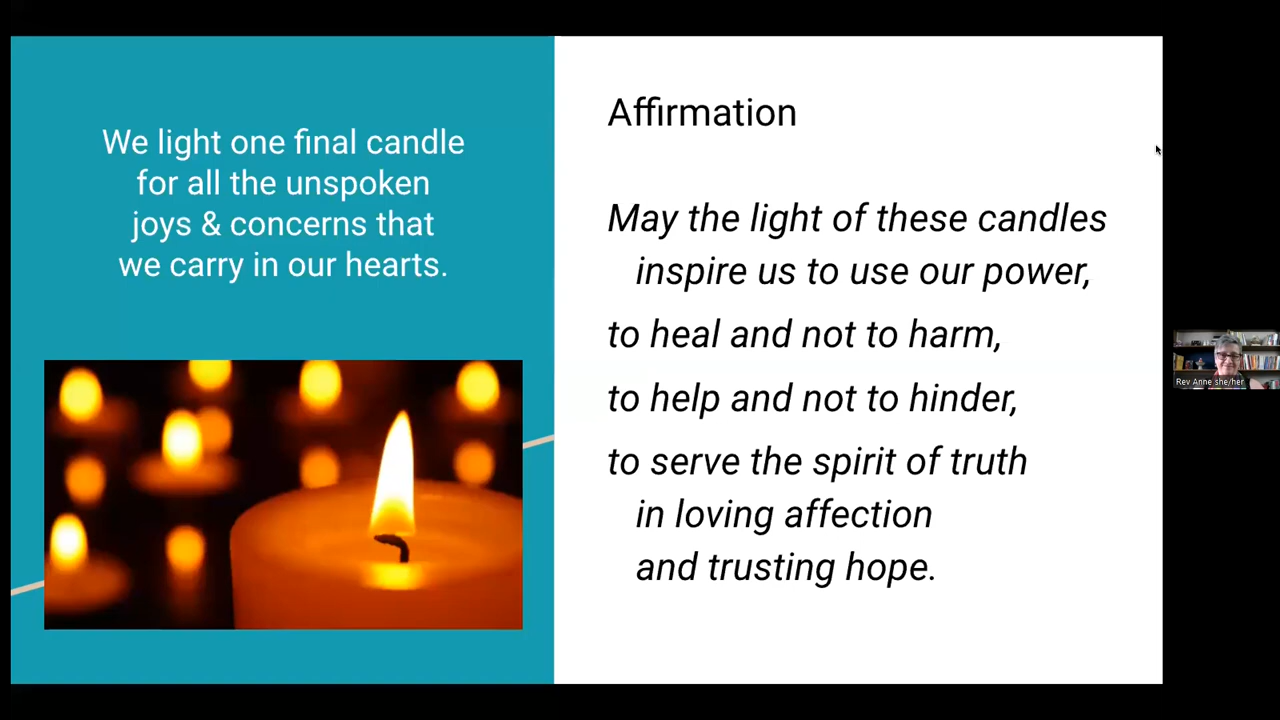 We light one final candle
for all the unspoken
joys & concerns that
we carry in our hearts.
Affirmation
May the light of these candles
inspire us to use our power,
to heal and not to harm,
to help and not to hinder,
to serve the spirit of truth
in loving affection
and trusting hope.
Rev Anne she/her